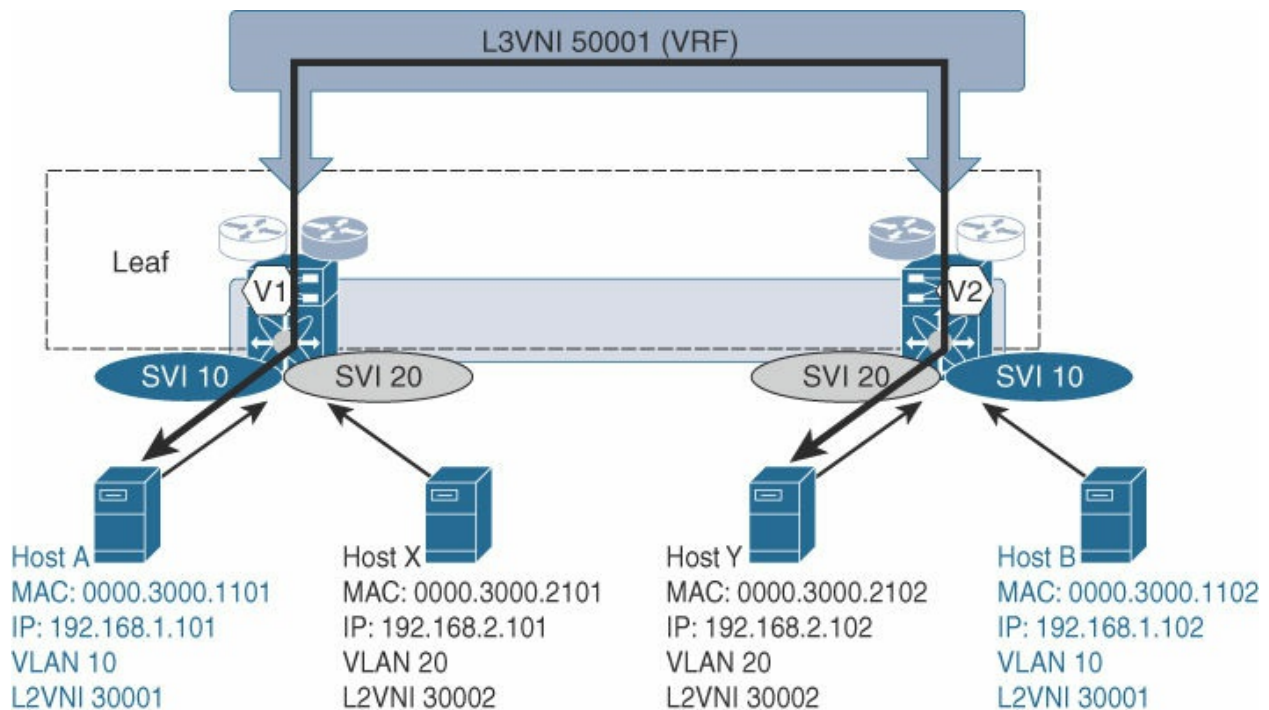 L3VNI 50001 (VRF)
Leaf
V1
V2
SVI 10
SVI 20
SVI 20
SVI 10
Host A
MAC: 0000.3000.1101
IP: 192.168.1.101
VLAN 10
L2VNI 30001
Host X
MAC: 0000.3000.2101
IP: 192.168.2.101
VLAN 20
L2VNI 30002
Host Y
MAC: 0000.3000.2102
IP: 192.168.2.102
VLAN 20
L2VNI 30002
Host B
MAC: 0000.3000.1102
IP: 192.168.1.102
VLAN 10
L2VNI 30001